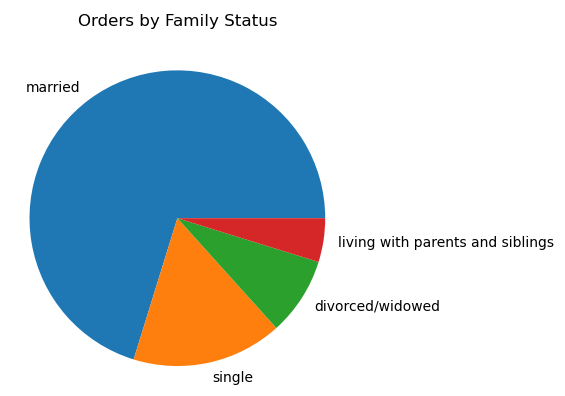 Orders by Family Status
married
living with parents and siblings
divorced/widowed
single